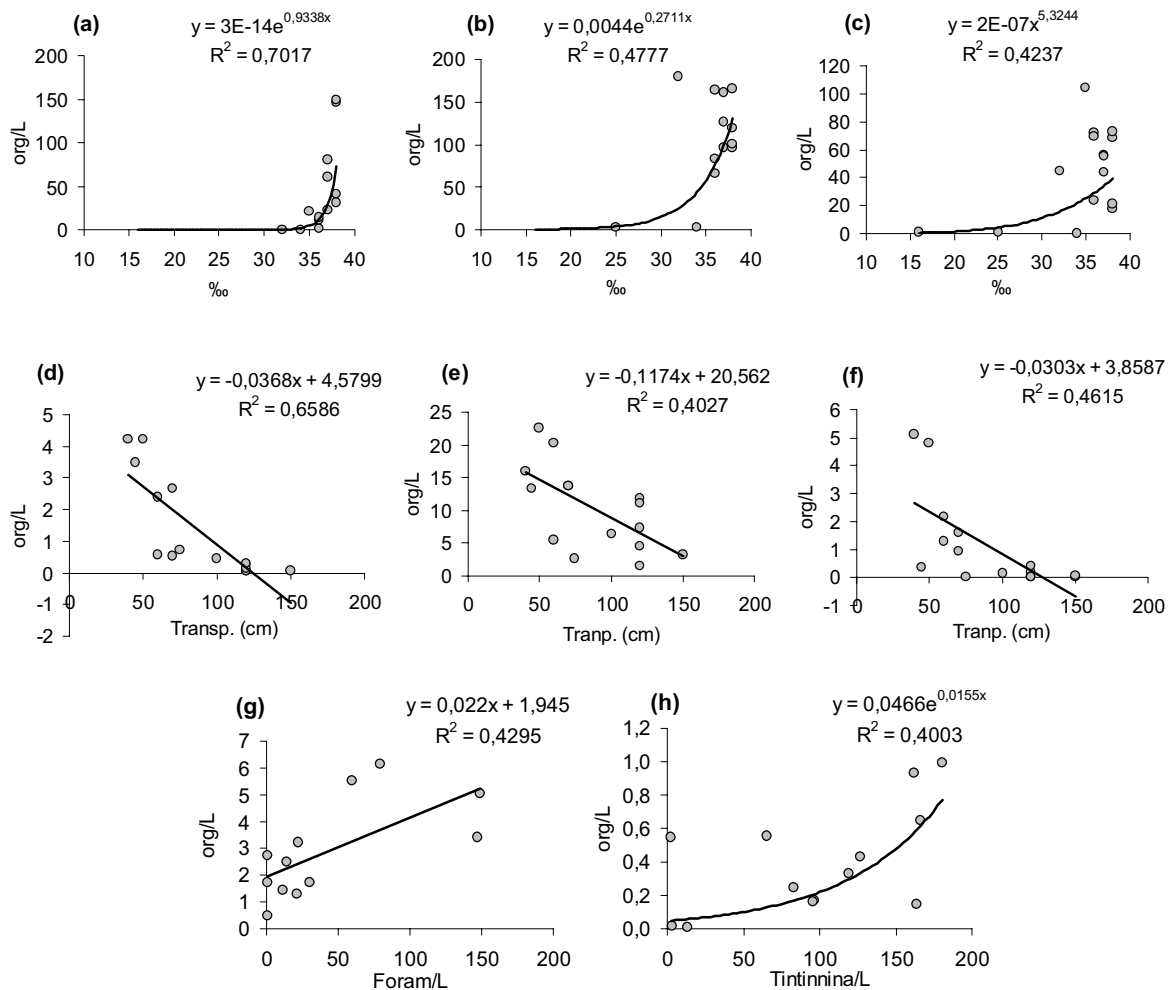 (a)
y = 3E-14e^0,9338x
R² = 0,7017
200
150
100
50
0
org/L
10 15 20 25 30 35 40
‰
(b)
y = 0,0044e^0,2711x
R² = 0,4777
200
150
100
50
0
org/L
10 15 20 25 30 35 40
‰
(c)
y = 2E-07x^5,3244
R² = 0,4237
120
100
80
60
40
20
0
org/L
10 15 20 25 30 35 40
‰
(d)
y = -0,0368x + 4,5799
R² = 0,6586
5
4
3
2
1
0
-1
-2
org/L
0 50 100 150 200
Transp. (cm)
(e)
y = -0,1174x + 20,562
R² = 0,4027
25
20
15
10
5
0
org/L
0 50 100 150 200
Tranp. (cm)
(f)
y = -0,0303x + 3,8587
R² = 0,4615
6
5
4
3
2
1
0
-1
org/L
0 50 100 150 200
Tranp. (cm)
(g)
y = 0,022x + 1,945
R² = 0,4295
7
6
5
4
3
2
1
0
org/L
0 50 100 150 200
Foram/L
(h)
y = 0,0466e^0,0155x
R² = 0,4003
1,2
1,0
0,8
0,6
0,4
0,2
0,0
org/L
0 50 100 150 200
Tintinnina/L